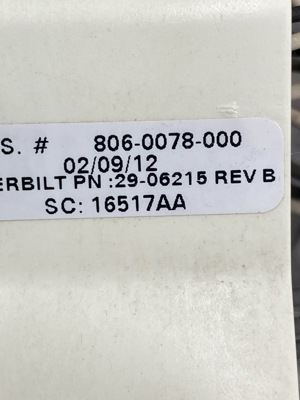 S. # 806-0078-000
02/09/12
ERBILT PN :29-06215 REV B
SC: 16517AA